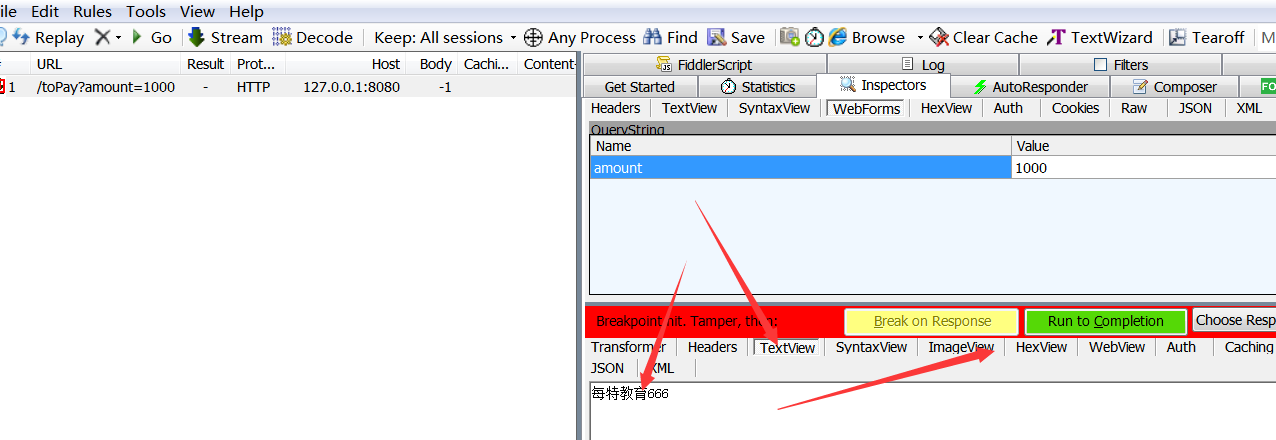 ile Edit Rules Tools View Help
Replay Go Stream Decode Keep: All sessions Any Process Find Save Browse Clear Cache TextWizard Tearoff M
# URL Result Prot... Host Body Cachi... Content-
1 /toPay?amount=1000 - HTTP 127.0.0.1:8080 -1
FiddlerScript Log Filters
Get Started Statistics Inspectors AutoResponder Composer FO
Headers TextView SyntaxView WebForms HexView Auth Cookies Raw JSON XML
QueryString
Name Value
amount 1000
Breakpoint hit. Tamper, then: Break on Response Run to Completion Choose Resp
Transformer Headers TextView SyntaxView ImageView HexView WebView Auth Caching
JSON XML
每特教育666